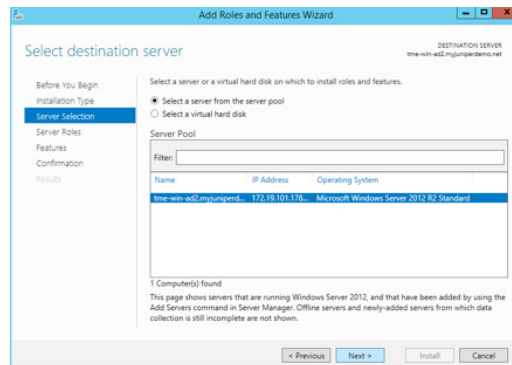 Add Roles and Features Wizard
Select destination server
DESTINATION SERVER
tme-win-ad2.myjuniperdemo.net
Before You Begin
Installation Type
Server Selection
Server Roles
Features
Confirmation
Results
Select a server or a virtual hard disk on which to install roles and features.
Select a server from the server pool
Select a virtual hard disk
Server Pool
Filter:
Name IP Address Operating System
tme-win-ad2.myjuniperd... 172.19.101.178... Microsoft Windows Server 2012 R2 Standard
1 Computer(s) found
This page shows servers that are running Windows Server 2012, and that have been added by using the
Add Servers command in Server Manager. Offline servers and newly-added servers from which data
collection is still incomplete are not shown.
< Previous Next > Install Cancel